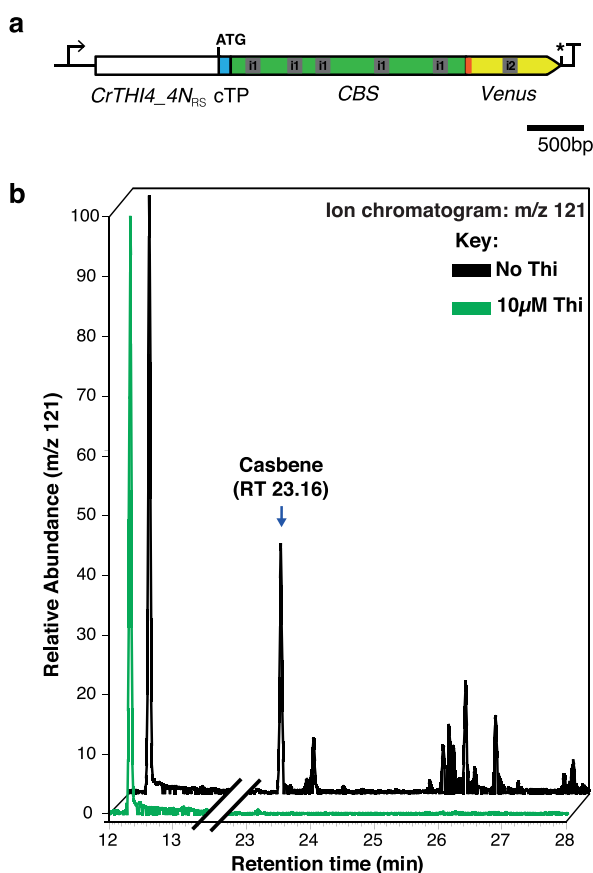 a
ATG
*
i1 i1 i1 i1 i1 i2
CrTHI4_4NRS cTP CBS Venus
500bp
b
Ion chromatogram: m/z 121
Key:
No Thi
10µM Thi
Casbene
(RT 23.16)
Relative Abundance (m/z 121)
100
90
80
70
60
50
40
30
20
10
0
12 13 23 24 25 26 27 28
Retention time (min)